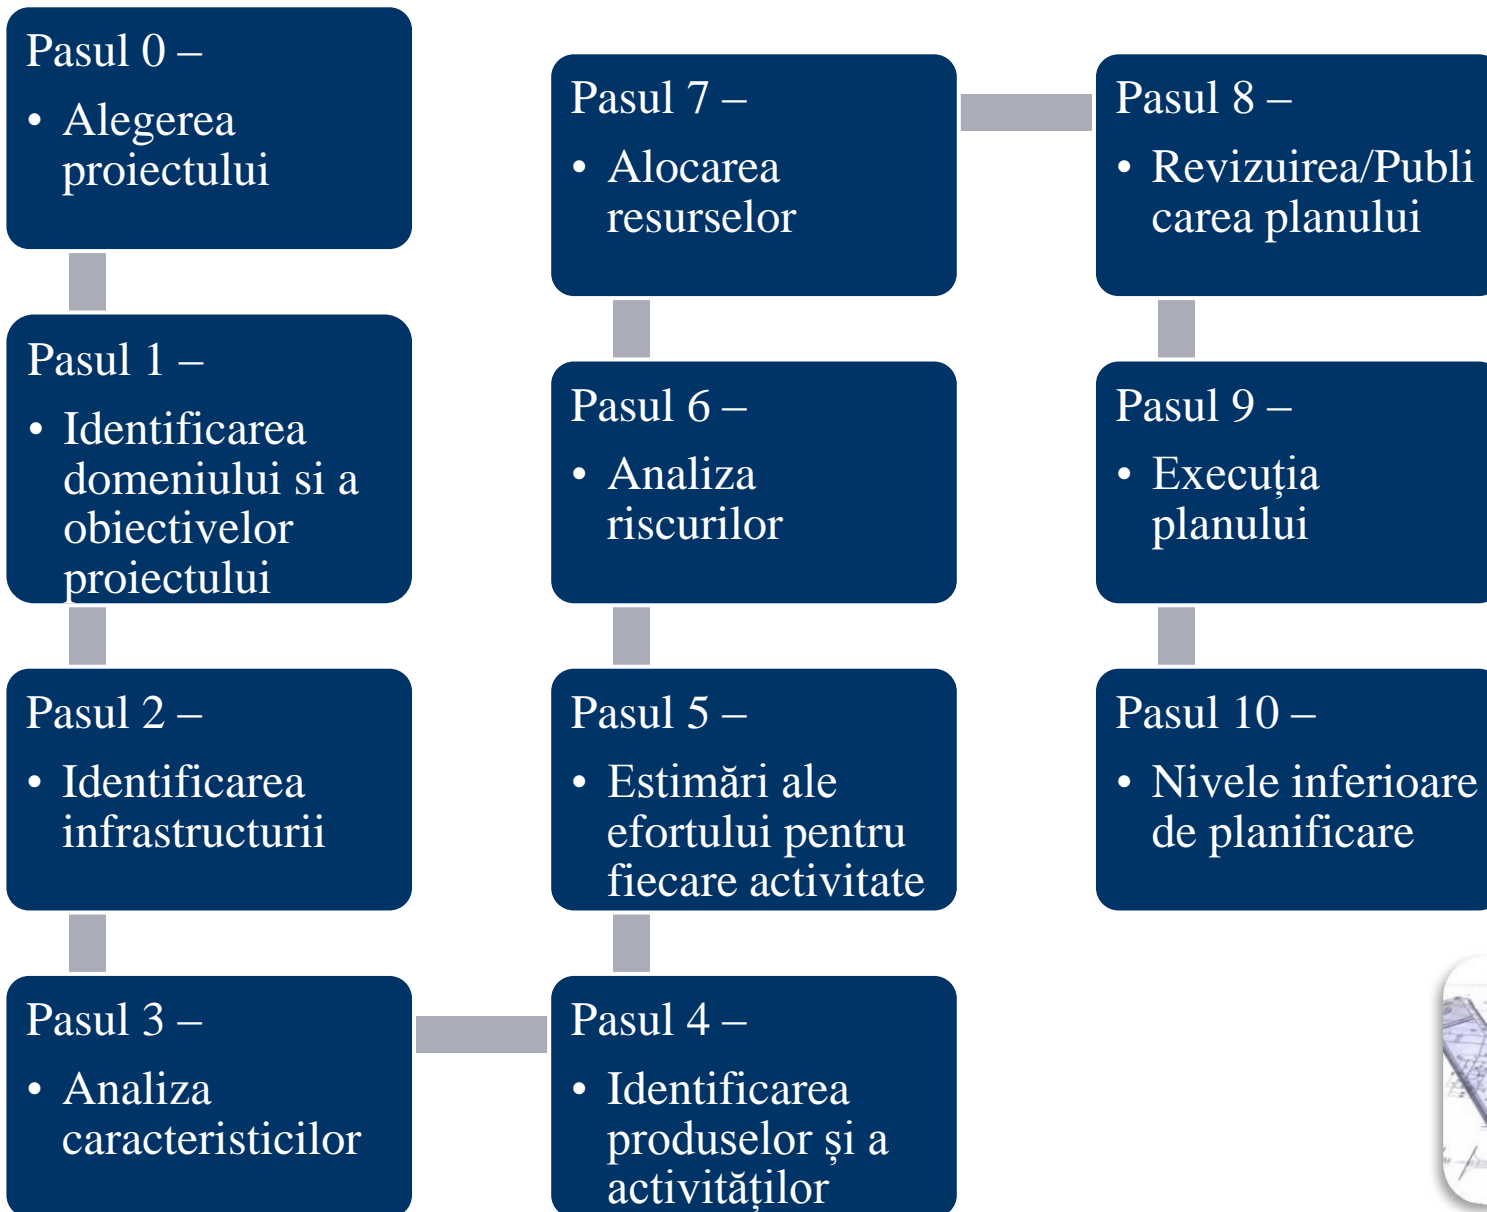 Pasul 0 –
• Alegerea
proiectului
Pasul 1 –
• Identificarea
domeniului si a
obiectivelor
proiectului
Pasul 2 –
• Identificarea
infrastructurii
Pasul 3 –
• Analiza
caracteristicilor
Pasul 4 –
• Identificarea
produselor și a
activităților
Pasul 5 –
• Estimări ale
efortului pentru
fiecare activitate
Pasul 6 –
• Analiza
riscurilor
Pasul 7 –
• Alocarea
resurselor
Pasul 8 –
• Revizuirea/Publi
carea planului
Pasul 9 –
• Execuția
planului
Pasul 10 –
• Nivele inferioare
de planificare